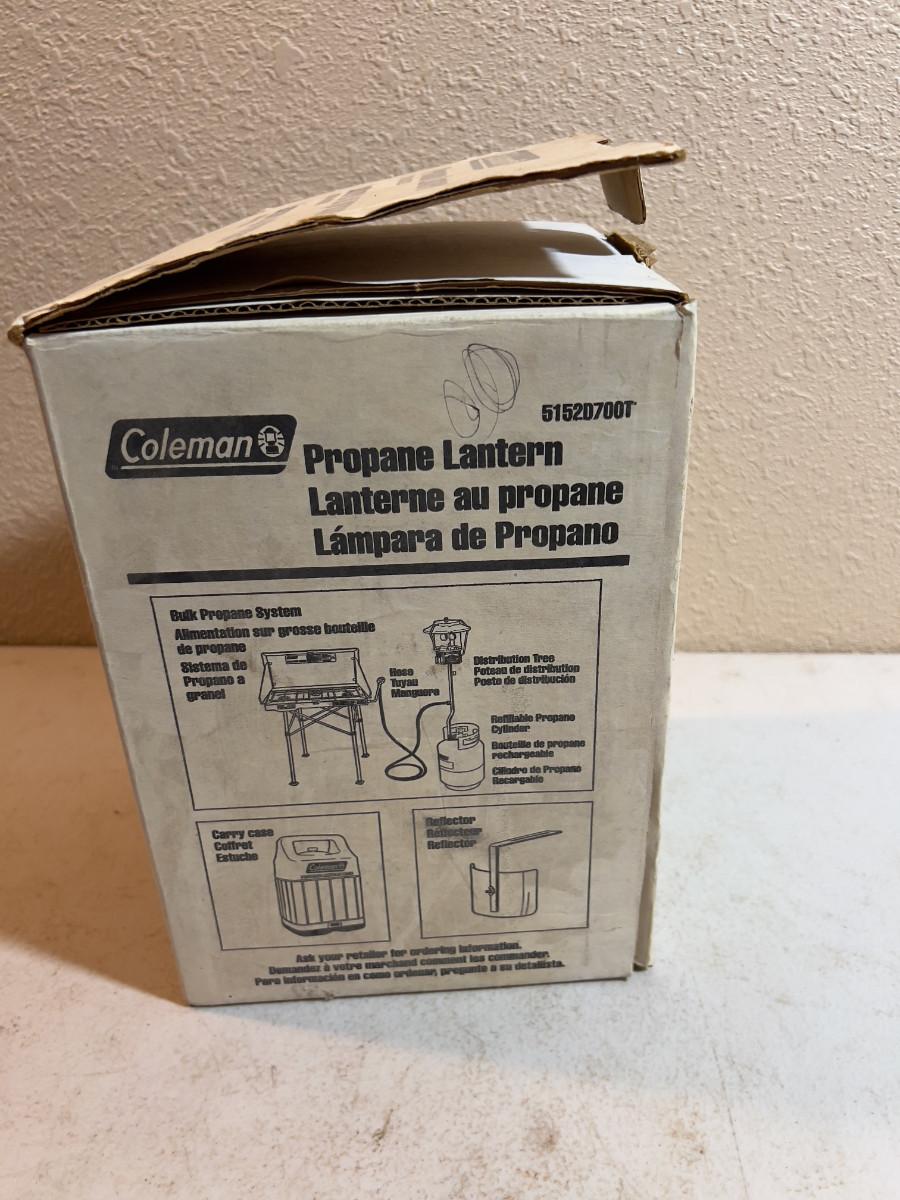 5152D700T
Coleman
Propane Lantern
Lanterne au propane
Lámpara de Propano
Bulk Propane System
Alimentation sur grosse bouteille
de propane
Sistema de
Propano a
granel
Hose
Tuyau
Manguera
Distribution Tree
Poteau de distribution
Poste de distribución
Refillable Propane
Cylinder
Bouteille de propane
rechargeable
Cilindro de Propano
Recargable
Carry case
Coffret
Estuche
Coleman
Reflector
Réflecteur
Reflector
Ask your retailer for ordering information.
Demandez à votre marchand comment les commander.
Para información en como ordenar, pregunte a su detallista.